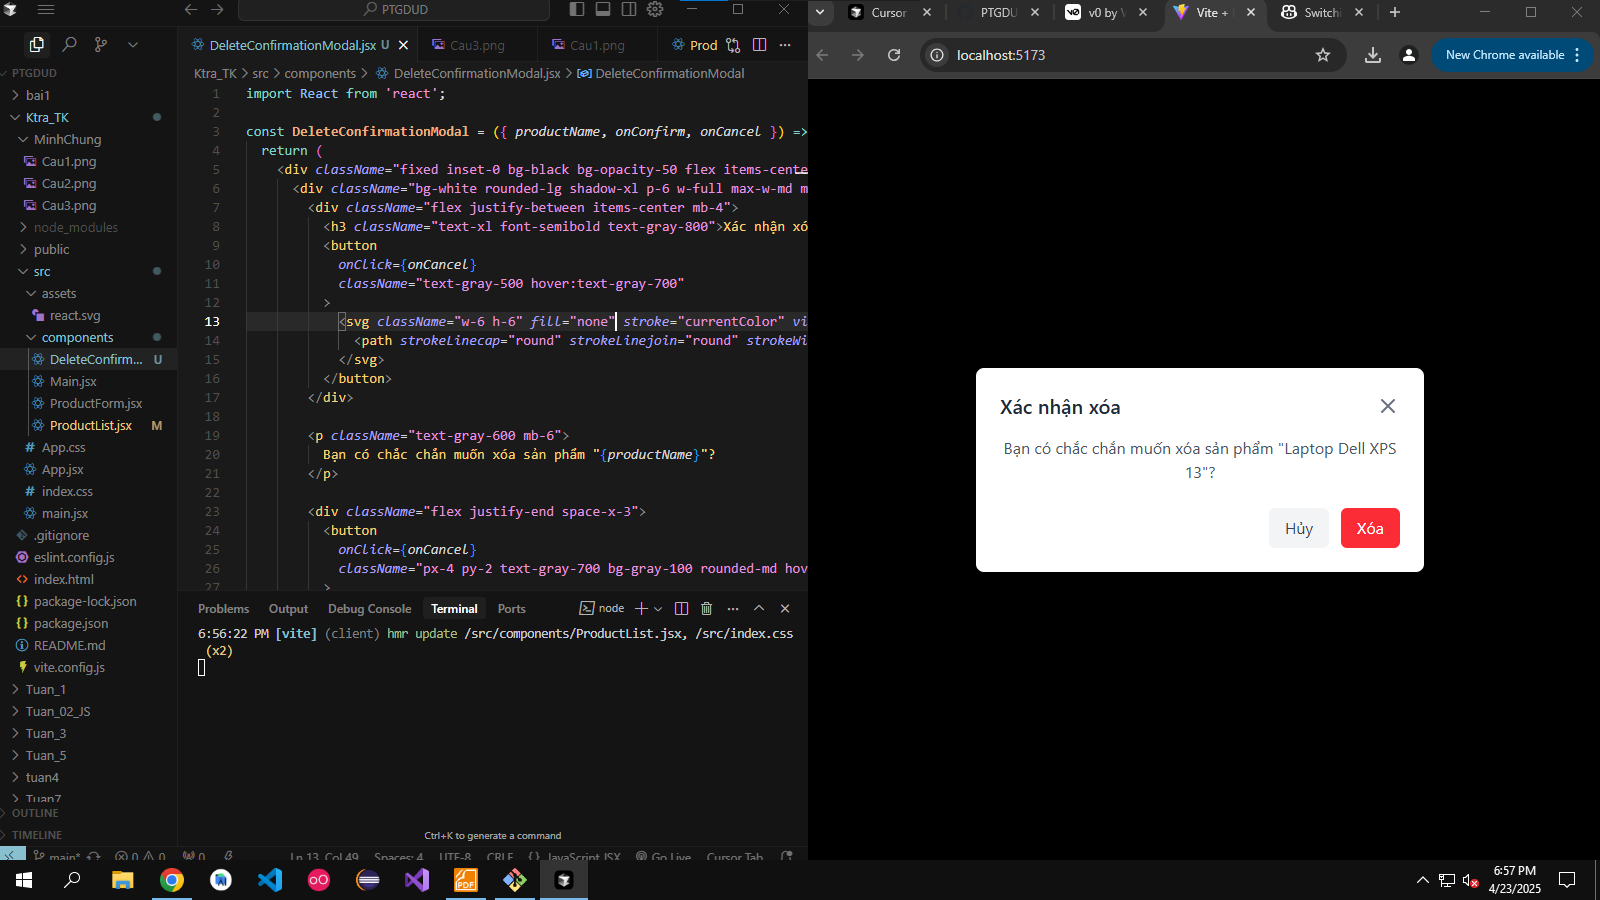 PTGDUD
DeleteConfirmationModal.jsx U
Cau3.png
Cau1.png
Prod
Ktra_TK > src > components > DeleteConfirmationModal.jsx > DeleteConfirmationModal
PTGDUD
bai1
Ktra_TK
MinhChung
Cau1.png
Cau2.png
Cau3.png
node_modules
public
src
assets
react.svg
components
DeleteConfirm... U
Main.jsx
ProductForm.jsx
ProductList.jsx M
App.css
App.jsx
index.css
main.jsx
.gitignore
eslint.config.js
index.html
package-lock.json
package.json
README.md
vite.config.js
Tuan_1
Tuan_02_JS
Tuan_3
Tuan_5
tuan4
Tuan7
OUTLINE
TIMELINE
1 import React from 'react';
2
3 const DeleteConfirmationModal = ({ productName, onConfirm, onCancel }) =>
4 return (
5 <div className="fixed inset-0 bg-black bg-opacity-50 flex items-cente
6 <div className="bg-white rounded-lg shadow-xl p-6 w-full max-w-md m
7 <div className="flex justify-between items-center mb-4">
8 <h3 className="text-xl font-semibold text-gray-800">Xác nhận xó
9 <button
10 onClick={onCancel}
11 className="text-gray-500 hover:text-gray-700"
12 >
13 <svg className="w-6 h-6" fill="none" stroke="currentColor" vi
14 <path strokeLinecap="round" strokeLinejoin="round" strokeWi
15 </svg>
16 </button>
17 </div>
18
19 <p className="text-gray-600 mb-6">
20 Bạn có chắc chắn muốn xóa sản phẩm "{productName}"?
21 </p>
22
23 <div className="flex justify-end space-x-3">
24 <button
25 onClick={onCancel}
26 className="px-4 py-2 text-gray-700 bg-gray-100 rounded-md hov
27 >
Problems Output Debug Console Terminal Ports
node
6:56:22 PM [vite] (client) hmr update /src/components/ProductList.jsx, /src/index.css
(x2)
Ctrl+K to generate a command
main* 0 0 0 Ln 13, Col 49 Spaces: 4 UTF-8 CRLF {} JavaScript JSX Go Live Cursor Tab
Cursor
PTGDU
v0 by V
Vite +
Switchi
localhost:5173
New Chrome available
Xác nhận xóa
Bạn có chắc chắn muốn xóa sản phẩm "Laptop Dell XPS
13"?
Hủy Xóa
PDF
6:57 PM
4/23/2025